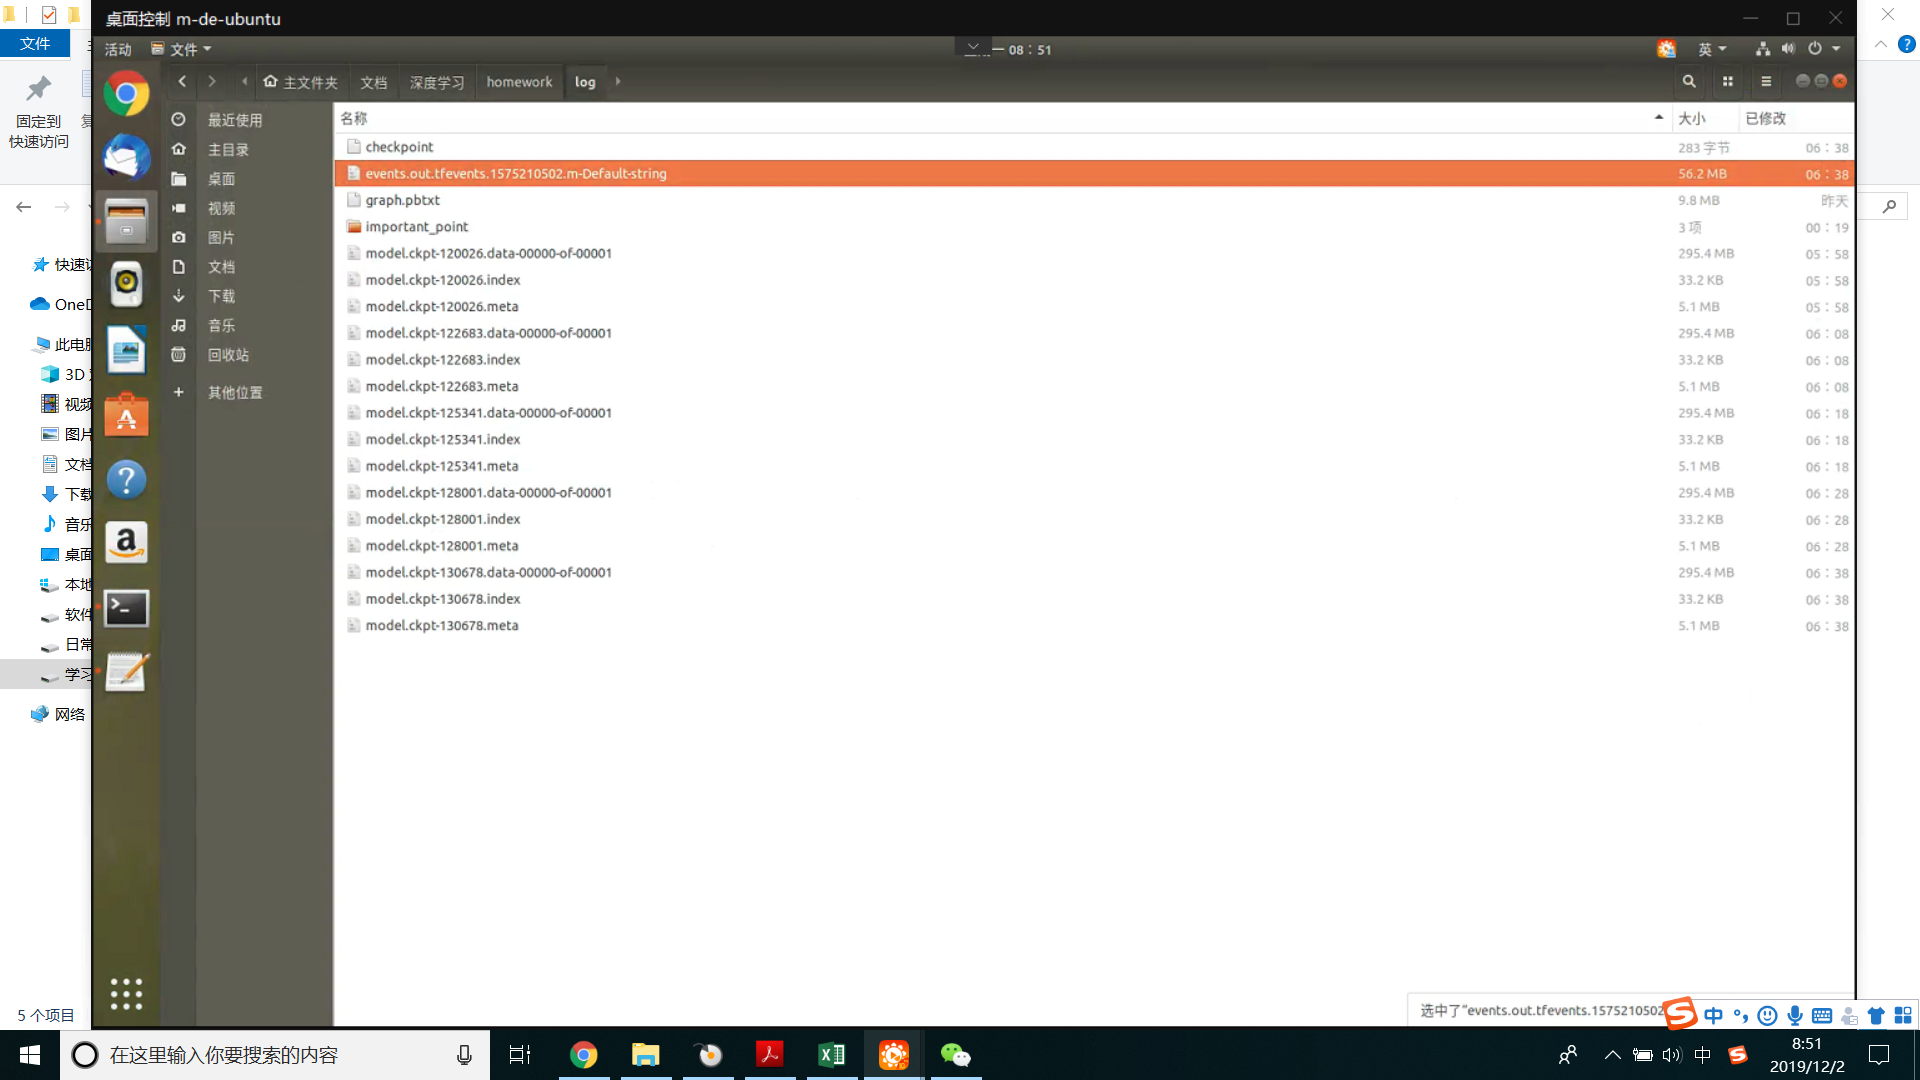 桌面控制 m-de-ubuntu
文件
活动
文件
一 08：51
英
主文件夹
文档
深度学习
homework
log
固定到
快速访问
最近使用
主目录
桌面
视频
图片
文档
下载
音乐
回收站
其他位置
名称
大小
已修改
checkpoint 283 字节 06：38
events.out.tfevents.1575210502.m-Default-string 56.2 MB 06：38
graph.pbtxt 9.8 MB 昨天
important_point 3 项 00：19
model.ckpt-120026.data-00000-of-00001 295.4 MB 05：58
model.ckpt-120026.index 33.2 KB 05：58
model.ckpt-120026.meta 5.1 MB 05：58
model.ckpt-122683.data-00000-of-00001 295.4 MB 06：08
model.ckpt-122683.index 33.2 KB 06：08
model.ckpt-122683.meta 5.1 MB 06：08
model.ckpt-125341.data-00000-of-00001 295.4 MB 06：18
model.ckpt-125341.index 33.2 KB 06：18
model.ckpt-125341.meta 5.1 MB 06：18
model.ckpt-128001.data-00000-of-00001 295.4 MB 06：28
model.ckpt-128001.index 33.2 KB 06：28
model.ckpt-128001.meta 5.1 MB 06：28
model.ckpt-130678.data-00000-of-00001 295.4 MB 06：38
model.ckpt-130678.index 33.2 KB 06：38
model.ckpt-130678.meta 5.1 MB 06：38
快速
OneD
此电
3D
视频
图片
文档
下载
音乐
桌面
本地
软件
日常
学习
网络
5 个项目
选中了“events.out.tfevents.1575210502
中
在这里输入你要搜索的内容
中
8:51
2019/12/2